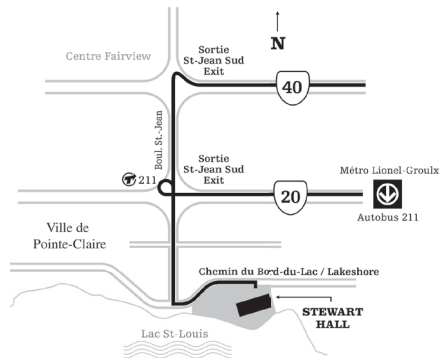 Sortie
St-Jean Sud
Exit
N
Centre Fairview
40
Boul. St.-Jean
Sortie
St-Jean Sud
Exit
211
20
Métro Lionel-Groulx
Autobus 211
Ville de
Pointe-Claire
Chemin du Bord-du-Lac / Lakeshore
STEWART
HALL
Lac St-Louis